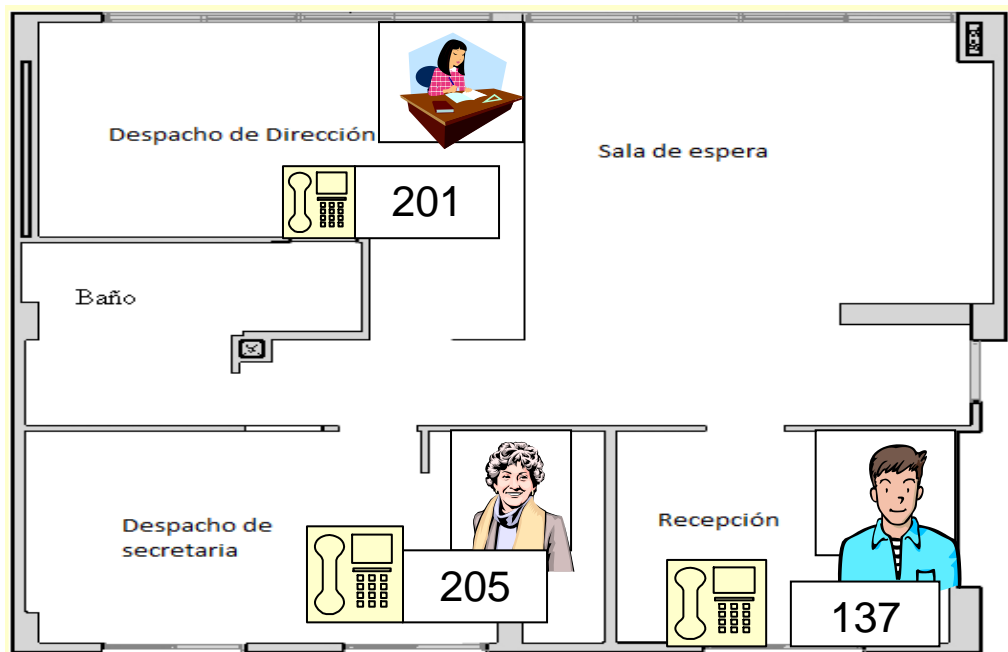 Despacho de Dirección
Sala de espera
201
Baño
Despacho de
secretaria
205
Recepción
137